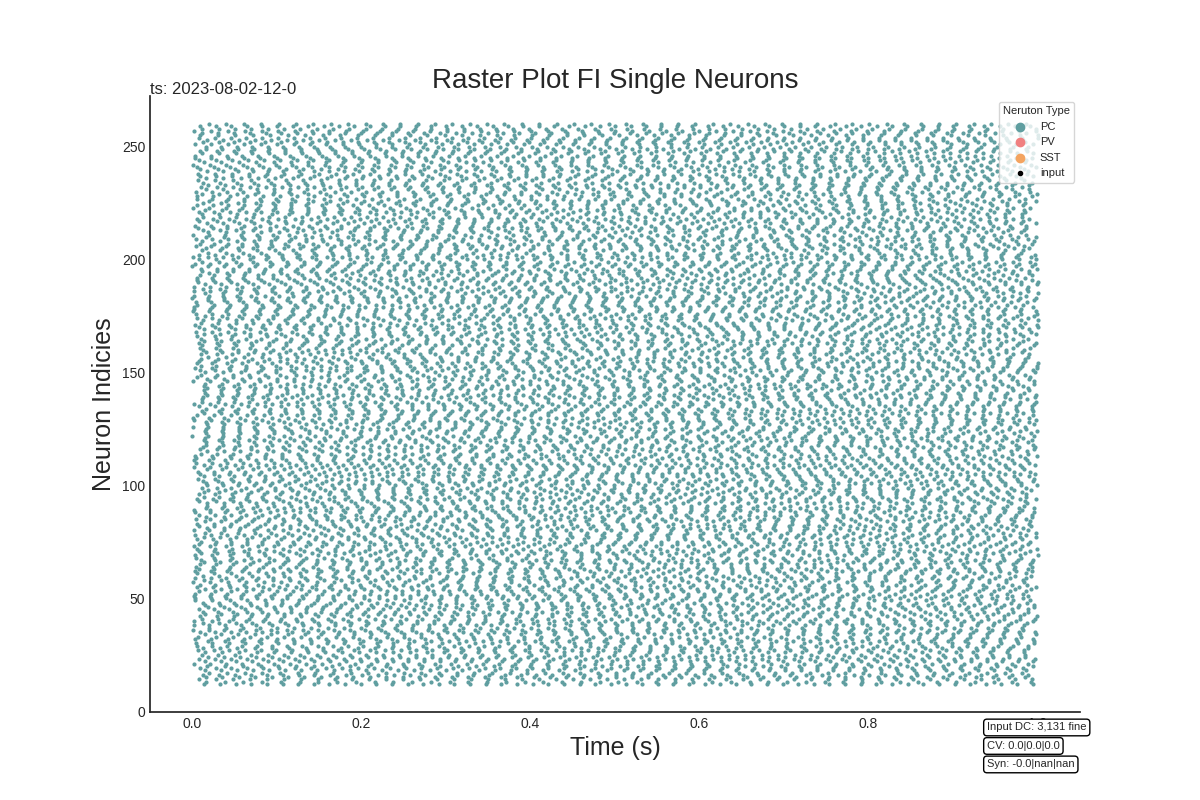 Raster Plot FI Single Neurons
ts: 2023-08-02-12-0
Neruton Type
PC
PV
SST
input
Neuron Indicies
250
200
150
100
50
0
0.0 0.2 0.4 0.6 0.8
Time (s)
Input DC: 3,131 fine
CV: 0.0|0.0|0.0
Syn: -0.0|nan|nan